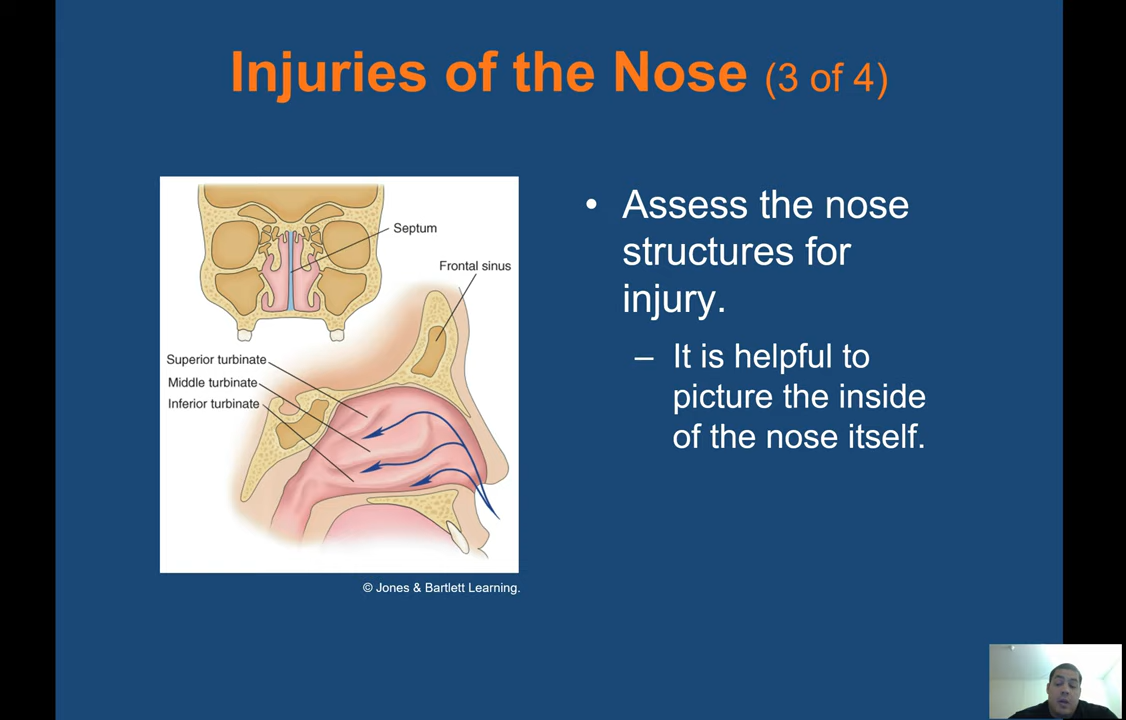 Injuries of the Nose (3 of 4)
Septum
Frontal sinus
Superior turbinate
Middle turbinate
Inferior turbinate
© Jones & Bartlett Learning.
• Assess the nose
structures for
injury.
– It is helpful to
picture the inside
of the nose itself.